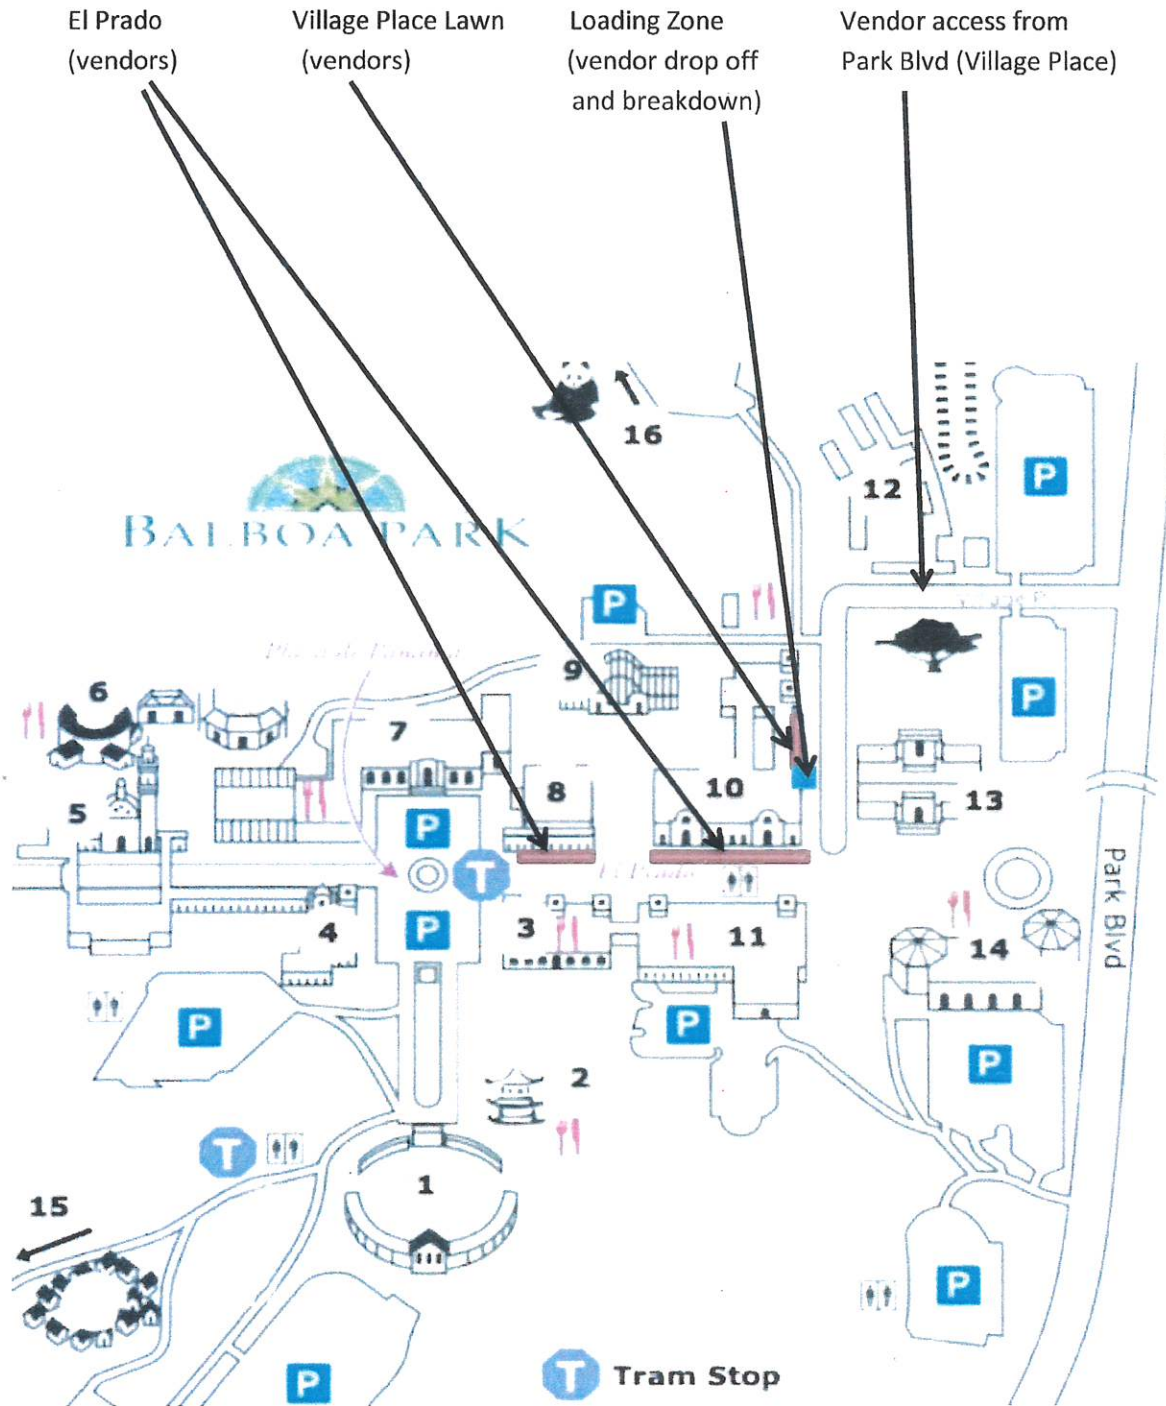 El Prado
(vendors)
Village Place Lawn
(vendors)
Loading Zone
(vendor drop off
and breakdown)
Vendor access from
Park Blvd (Village Place)
16
P
12
BALBOA PARK
P
P
9
6
7
8
10
5
13
P
T
El Prado
Park Blvd
P
3
11
4
14
P
P
P
2
T
1
15
P
P
T Tram Stop